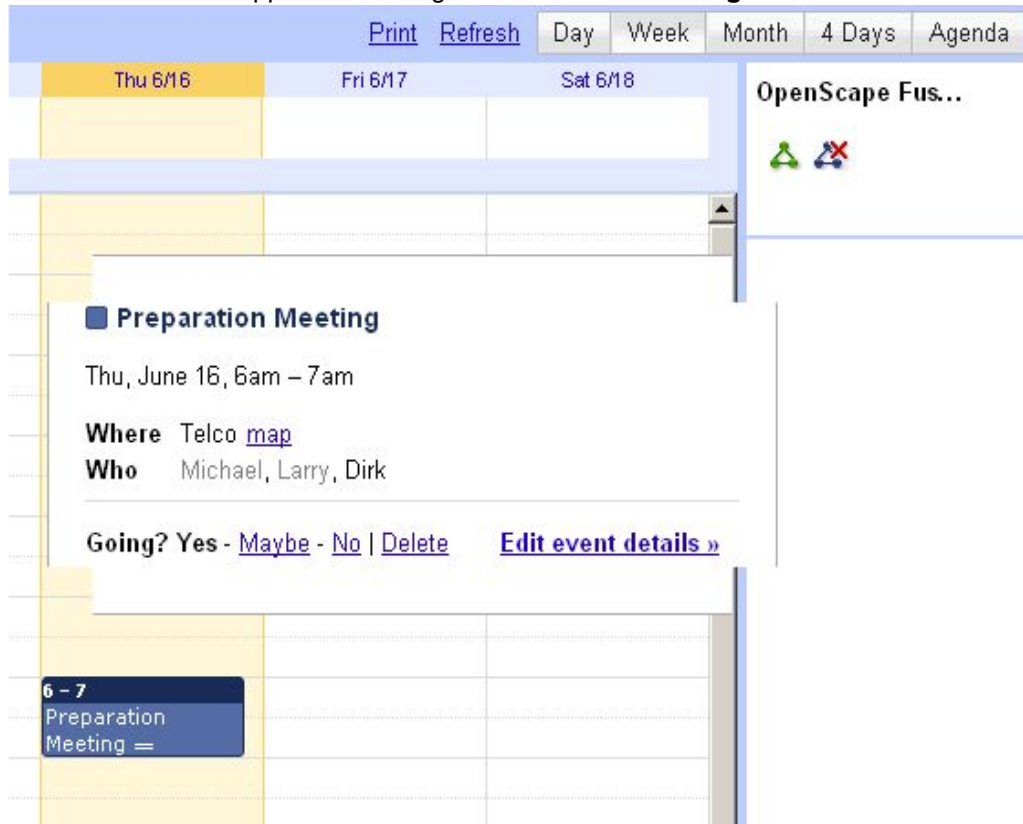 Print Refresh Day Week Month 4 Days Agenda
Thu 6/16 Fri 6/17 Sat 6/18
OpenScape Fus...
Preparation Meeting
Thu, June 16, 6am – 7am
Where Telco map
Who Michael, Larry, Dirk
Going? Yes - Maybe - No | Delete Edit event details »
6 – 7
Preparation
Meeting